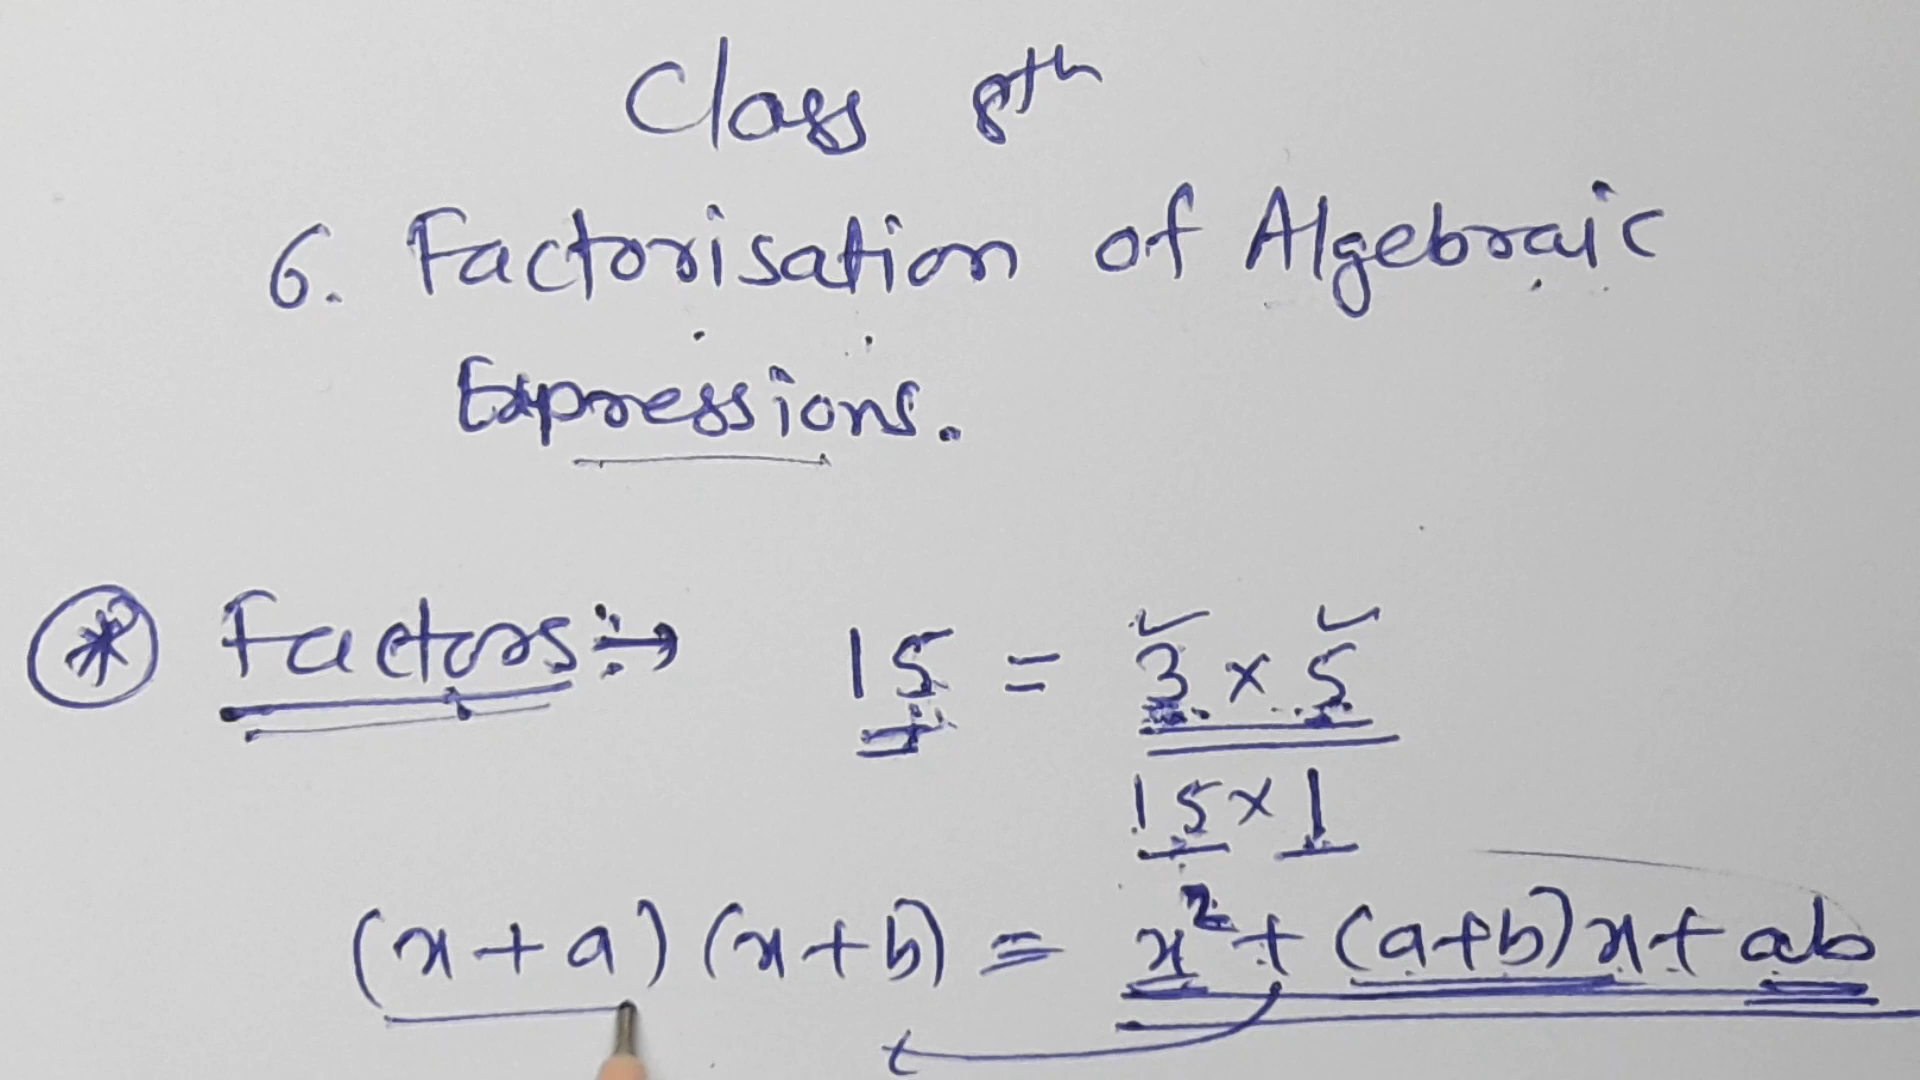 Class 8th
6. Factorisation of Algebraic
Expressions.
* Factors :→ 15 = 3 × 5
15 × 1
(x + a) (x + b) = x² + (a + b) x + ab